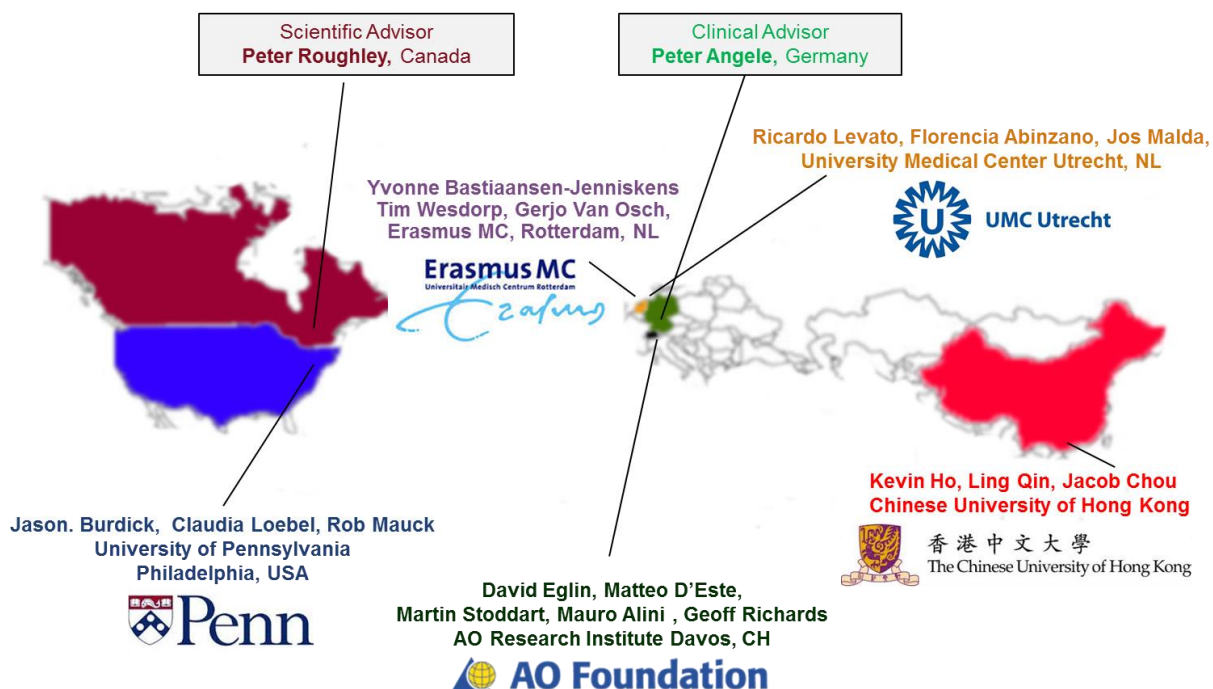 Scientific Advisor
Peter Roughley, Canada
Clinical Advisor
Peter Angele, Germany
Ricardo Levato, Florencia Abinzano, Jos Malda,
University Medical Center Utrecht, NL
U
UMC Utrecht
Yvonne Bastiaansen-Jenniskens
Tim Wesdorp, Gerjo Van Osch,
Erasmus MC, Rotterdam, NL
Erasmus MC
Universitair Medisch Centrum Rotterdam
Erasmus
Kevin Ho, Ling Qin, Jacob Chou
Chinese University of Hong Kong
香港中文大學
The Chinese University of Hong Kong
Jason. Burdick, Claudia Loebel, Rob Mauck
University of Pennsylvania
Philadelphia, USA
Penn
David Eglin, Matteo D'Este,
Martin Stoddart, Mauro Alini , Geoff Richards
AO Research Institute Davos, CH
AO Foundation